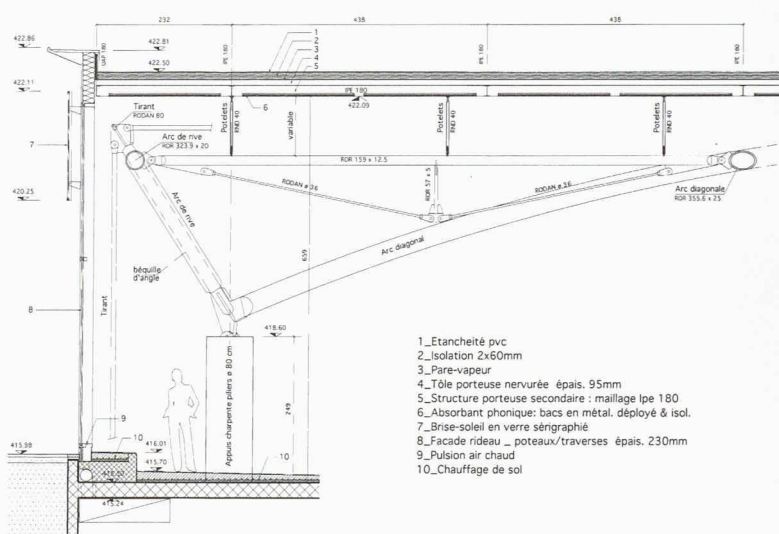 232
438
438
422.86
422.81
UAP 180
IPE 180
IPE 180
IPE 180
1
2
3
4
5
422.50
422.11
IPE 180
422.09
6
Tirant
RODAN 80
variable
Potelets
RND 40
Potelets
RND 40
Potelets
RND 40
7
Arc de rive
ROR 323.9 x 20
ROR 159 x 12.5
RODAN ø 36
ROR 57 x 5
RODAN ø 36
Arc diagonale
ROR 355.6 x 25
420.25
Arc de rive
Arc diagonal
659
béquille
d'angle
8
Tirant
418.60
Appuis charpente piliers ø 80 cm
249
9
10
415.98
416.01
415.70
10
415.24
1_Etancheité pvc
2_Isolation 2x60mm
3_Pare-vapeur
4_Tôle porteuse nervurée épais. 95mm
5_Structure porteuse secondaire : maillage Ipe 180
6_Absorbant phonique: bacs en métal. déployé & isol.
7_Brise-soleil en verre sérigraphié
8_Facade rideau _ poteaux/traverses épais. 230mm
9_Pulsion air chaud
10_Chauffage de sol